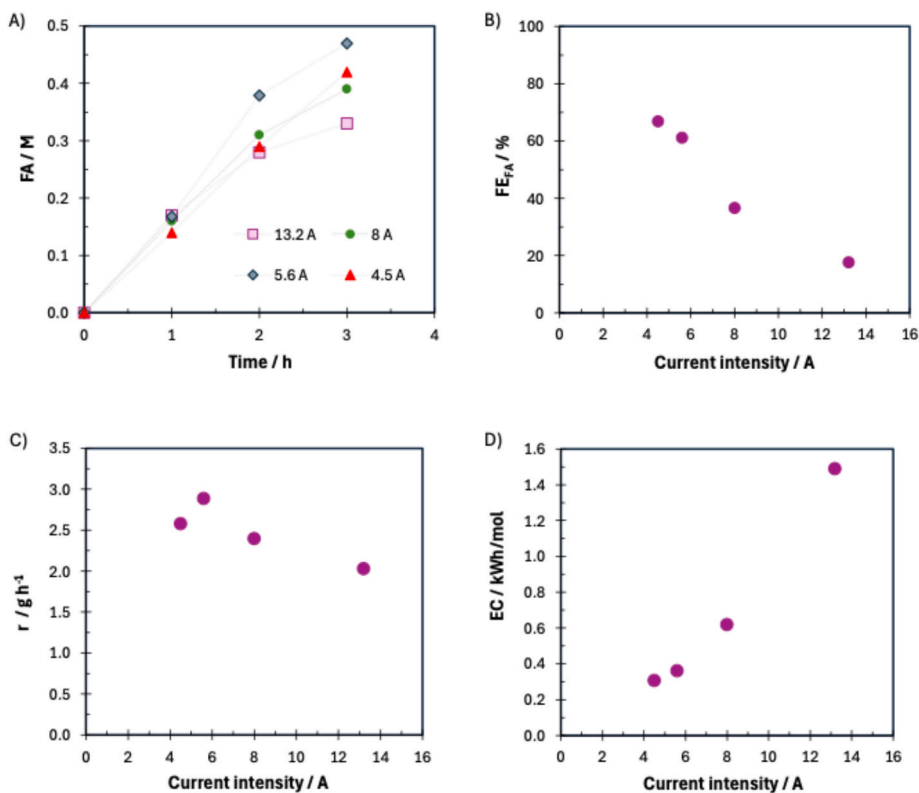 A)
FA / M
0.5
0.4
0.3
0.2
0.1
0.0
13.2 A
8 A
5.6 A
4.5 A
0 1 2 3 4
Time / h
B)
FE_FA / %
100
80
60
40
20
0
0 2 4 6 8 10 12 14 16
Current intensity / A
C)
r / g h⁻¹
3.5
3.0
2.5
2.0
1.5
1.0
0.5
0.0
0 2 4 6 8 10 12 14 16
Current intensity / A
D)
EC / kWh/mol
1.6
1.4
1.2
1.0
0.8
0.6
0.4
0.2
0.0
0 2 4 6 8 10 12 14 16
Current intensity / A